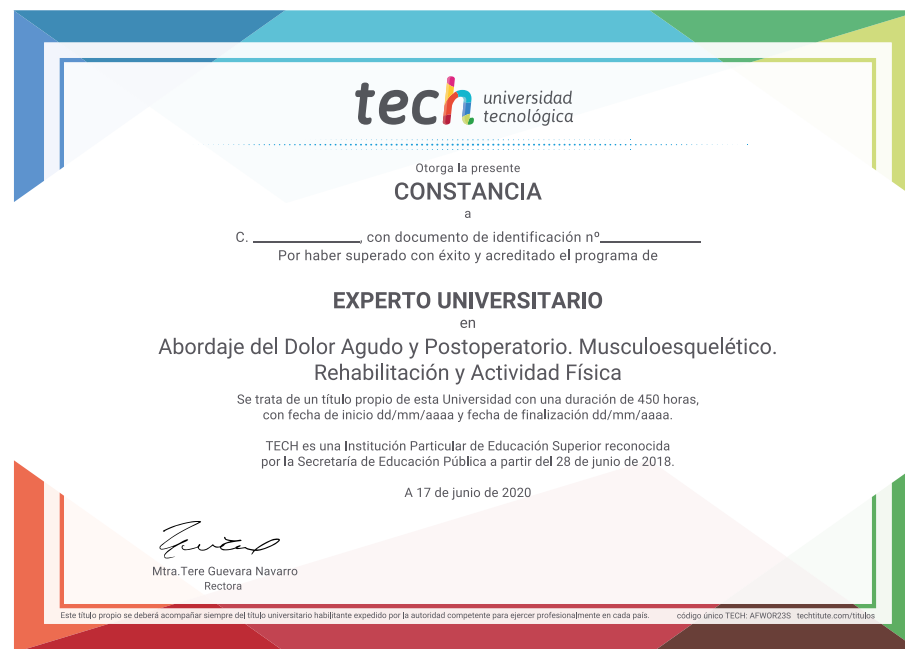 tech universidad
tecnológica
Otorga la presente
CONSTANCIA
a
C. ____________, con documento de identificación nº____________
Por haber superado con éxito y acreditado el programa de
EXPERTO UNIVERSITARIO
en
Abordaje del Dolor Agudo y Postoperatorio. Musculoesquelético.
Rehabilitación y Actividad Física
Se trata de un título propio de esta Universidad con una duración de 450 horas,
con fecha de inicio dd/mm/aaaa y fecha de finalización dd/mm/aaaa.
TECH es una Institución Particular de Educación Superior reconocida
por la Secretaría de Educación Pública a partir del 28 de junio de 2018.
A 17 de junio de 2020
Mtra.Tere Guevara Navarro
Rectora
Este título propio se deberá acompañar siempre del título universitario habilitante expedido por la autoridad competente para ejercer profesionalmente en cada país. código único TECH: AFWOR23S techtitute.com/titulos